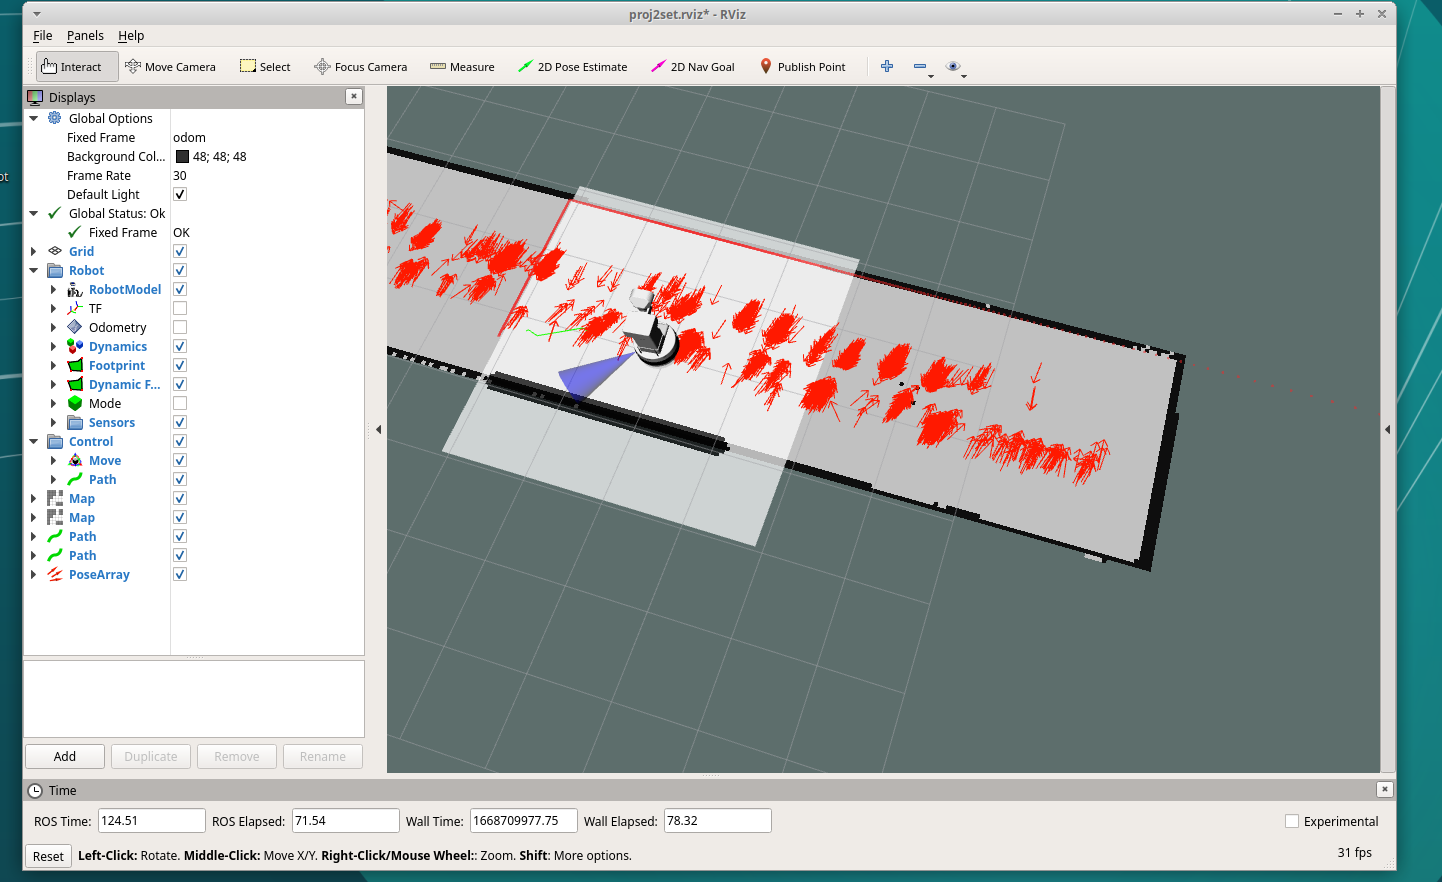 proj2set.rviz* - RViz
File Panels Help
Interact Move Camera Select Focus Camera Measure 2D Pose Estimate 2D Nav Goal Publish Point
ot
Displays
Global Options
Fixed Frame odom
Background Col... 48; 48; 48
Frame Rate 30
Default Light
Global Status: Ok
Fixed Frame OK
Grid
Robot
RobotModel
TF
Odometry
Dynamics
Footprint
Dynamic F...
Mode
Sensors
Control
Move
Path
Map
Map
Path
Path
PoseArray
Add Duplicate Remove Rename
Time
ROS Time: 124.51 ROS Elapsed: 71.54 Wall Time: 1668709977.75 Wall Elapsed: 78.32 Experimental
Reset Left-Click: Rotate. Middle-Click: Move X/Y. Right-Click/Mouse Wheel:: Zoom. Shift: More options. 31 fps